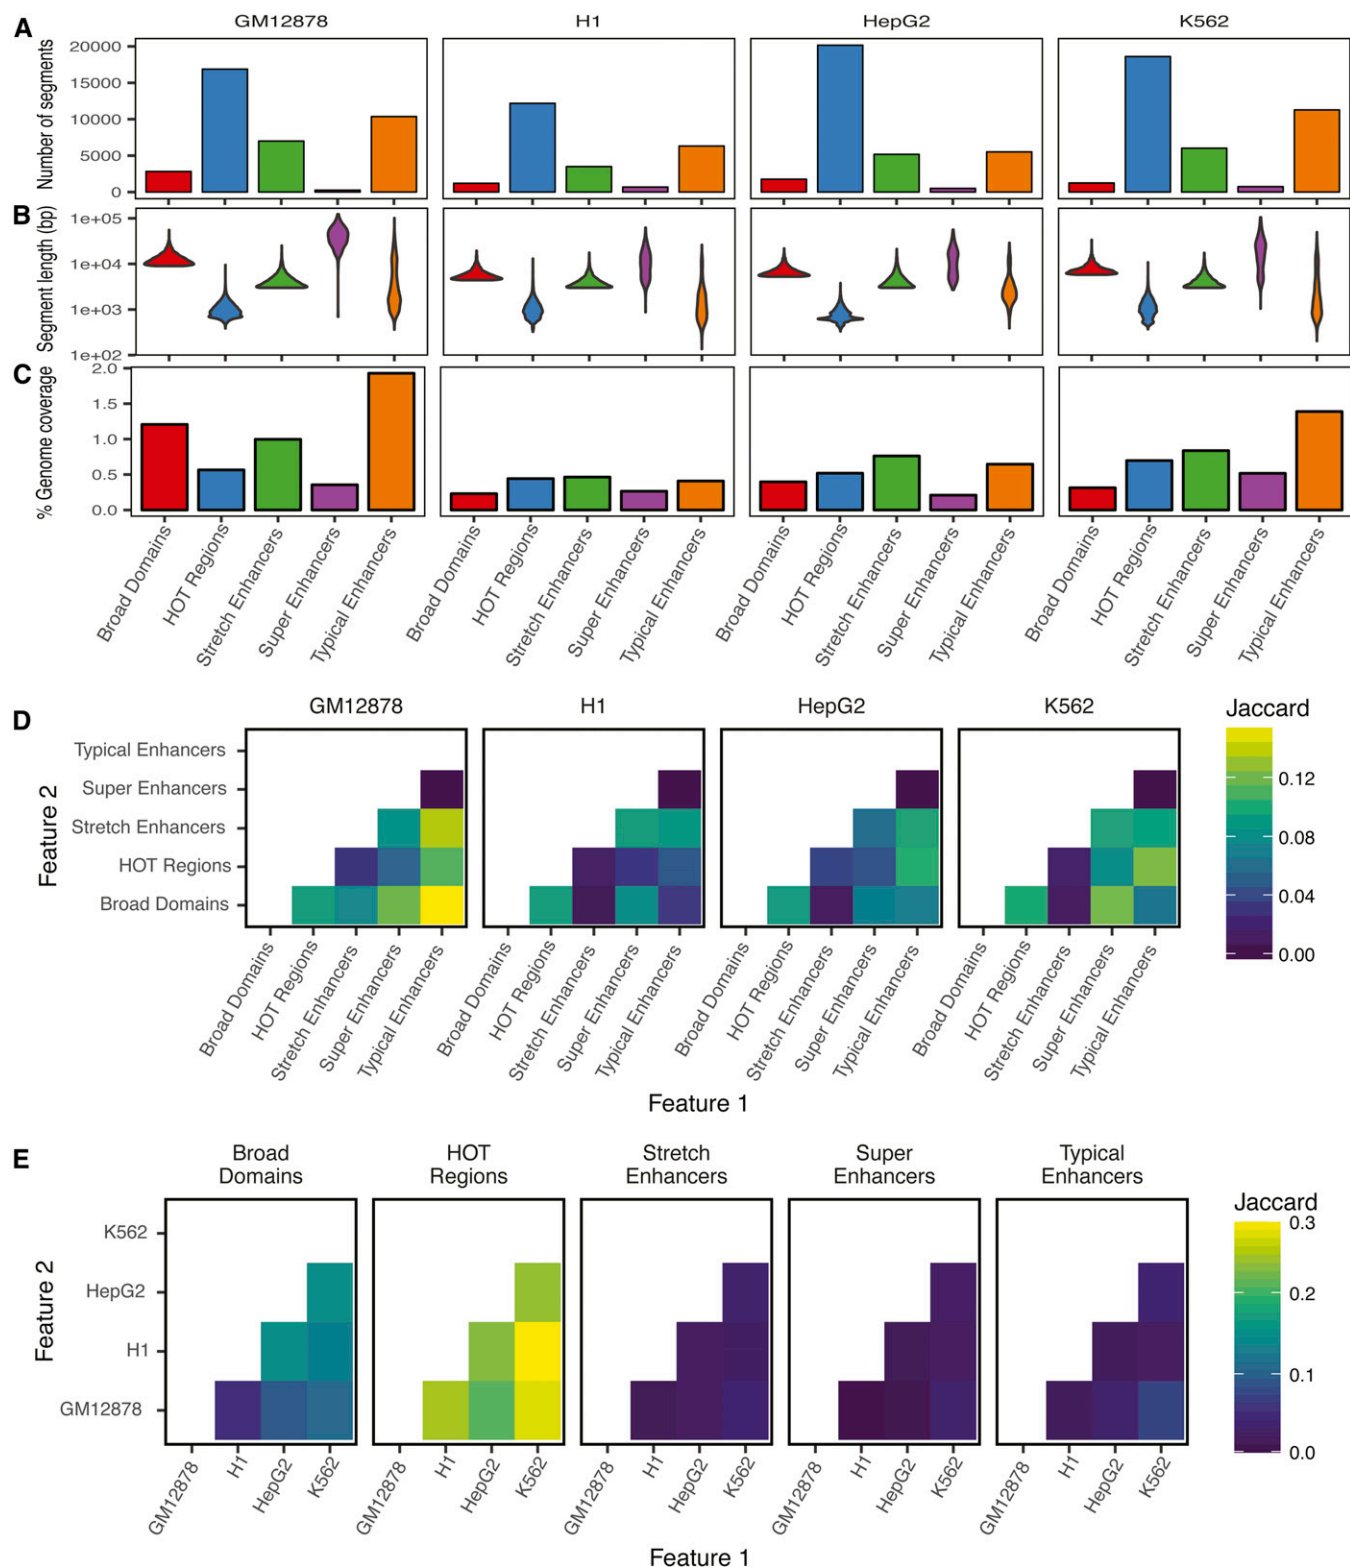 A
GM12878
H1
HepG2
K562
Number of segments
20000
15000
10000
5000
0
B
Segment length (bp)
1e+05
1e+04
1e+03
1e+02
C
% Genome coverage
2.0
1.5
1.0
0.5
0.0
Broad Domains
HOT Regions
Stretch Enhancers
Super Enhancers
Typical Enhancers
Broad Domains
HOT Regions
Stretch Enhancers
Super Enhancers
Typical Enhancers
Broad Domains
HOT Regions
Stretch Enhancers
Super Enhancers
Typical Enhancers
Broad Domains
HOT Regions
Stretch Enhancers
Super Enhancers
Typical Enhancers
D
GM12878
H1
HepG2
K562
Feature 2
Typical Enhancers
Super Enhancers
Stretch Enhancers
HOT Regions
Broad Domains
Jaccard
0.12
0.08
0.04
0.00
Broad Domains
HOT Regions
Stretch Enhancers
Super Enhancers
Typical Enhancers
Broad Domains
HOT Regions
Stretch Enhancers
Super Enhancers
Typical Enhancers
Broad Domains
HOT Regions
Stretch Enhancers
Super Enhancers
Typical Enhancers
Broad Domains
HOT Regions
Stretch Enhancers
Super Enhancers
Typical Enhancers
Feature 1
E
Broad
Domains
HOT
Regions
Stretch
Enhancers
Super
Enhancers
Typical
Enhancers
Feature 2
K562
HepG2
H1
GM12878
Jaccard
0.3
0.2
0.1
0.0
GM12878
H1
HepG2
K562
GM12878
H1
HepG2
K562
GM12878
H1
HepG2
K562
GM12878
H1
HepG2
K562
GM12878
H1
HepG2
K562
Feature 1